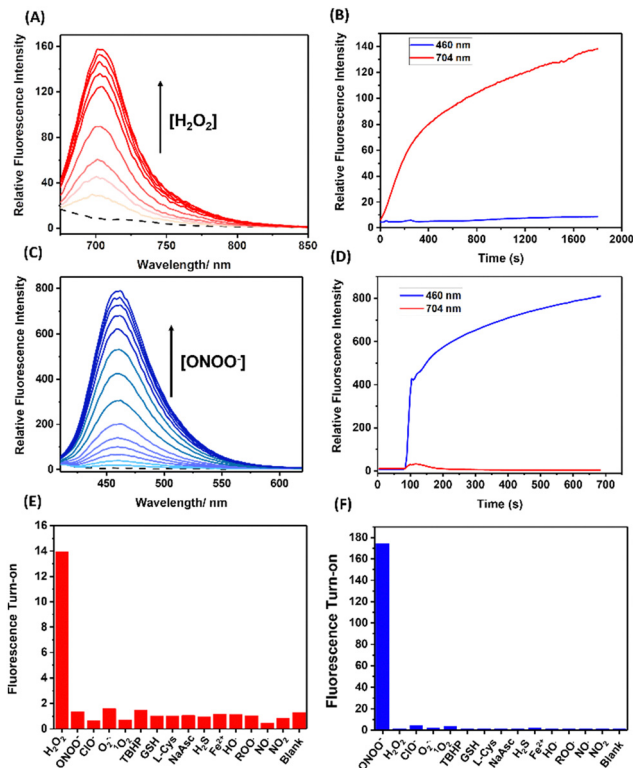 (A)
Relative Fluorescence Intensity
160
120
80
40
0
[H₂O₂]
700
750
800
850
Wavelength/ nm
(B)
Relative Fluorescence Intensity
140
120
100
80
60
40
20
0
460 nm
704 nm
0
400
800
1200
1600
2000
Time (s)
(C)
Relative Fluorescence Intensity
800
600
400
200
0
[ONOO⁻]
450
500
550
600
Wavelength/ nm
(D)
Relative Fluorescence Intensity
800
600
400
200
0
460 nm
704 nm
0
100
200
300
400
500
600
700
Time (s)
(E)
Fluorescence Turn-on
16
14
12
10
8
6
4
2
0
H₂O₂
ONOO⁻
ClO⁻
O₂·⁻
¹O₂
TBHP
GSH
L-Cys
NaAsc
H₂S
Fe²⁺
HO·
ROO·
NO·
NO₂
Blank
(F)
Fluorescence Turn-on
180
160
140
120
100
80
60
40
20
0
ONOO⁻
H₂O₂
ClO⁻
O₂·⁻
¹O₂
TBHP
GSH
L-Cys
NaAsc
H₂S
Fe²⁺
HO·
ROO·
NO·
NO₂
Blank